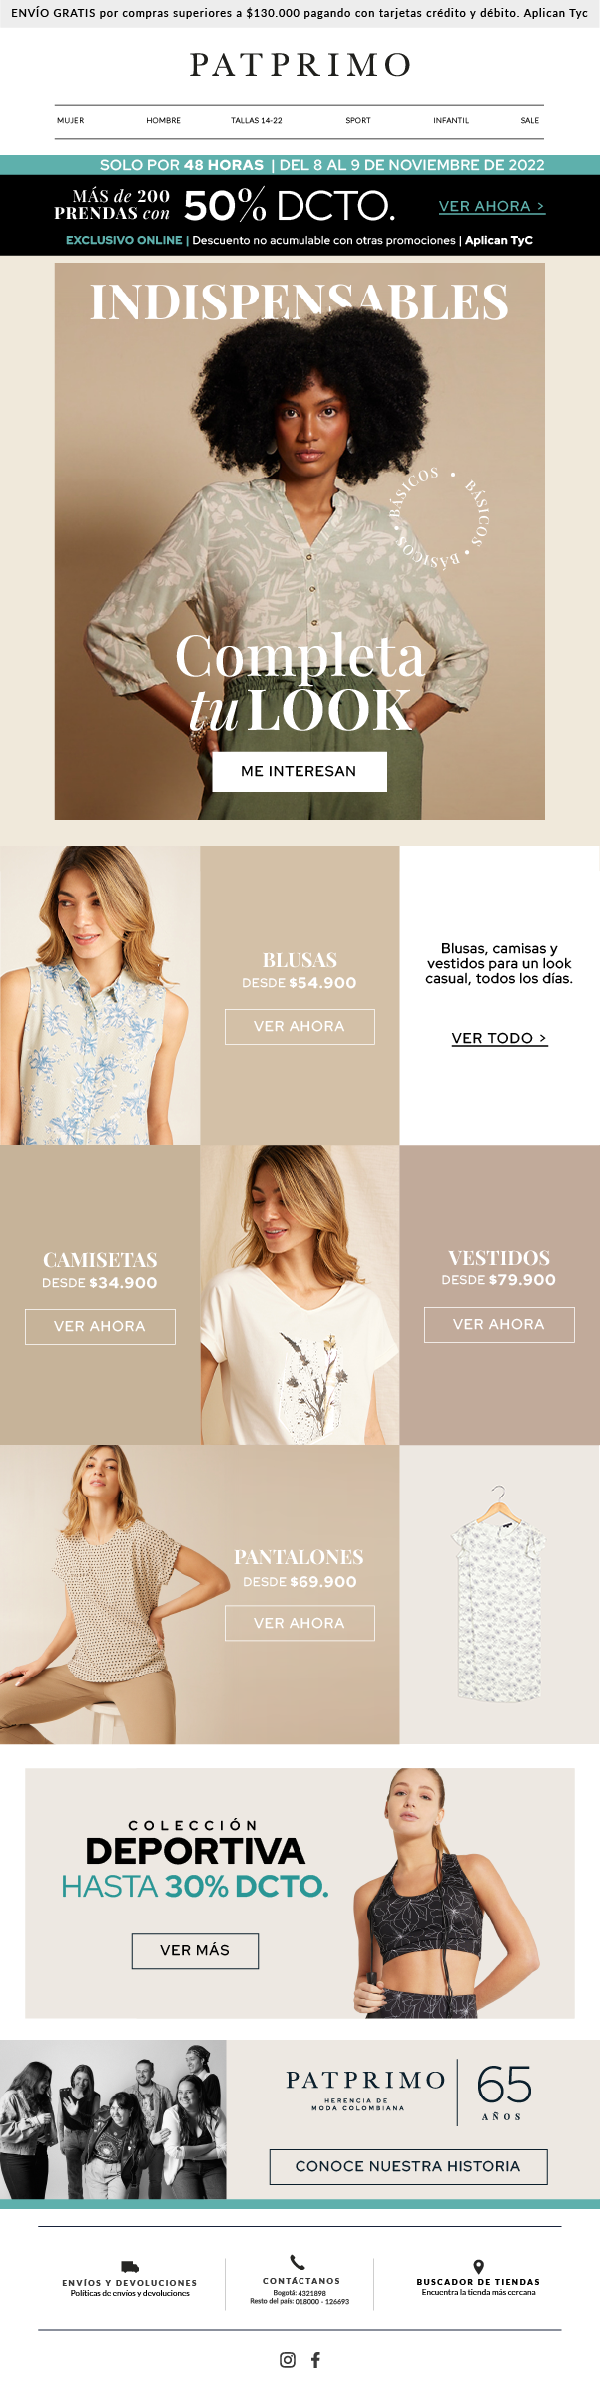 ENVÍO GRATIS por compras superiores a $130.000 pagando con tarjetas crédito y débito. Aplican Tyc
PATPRIMO
MUJER HOMBRE TALLAS 14-22 SPORT INFANTIL SALE
SOLO POR 48 HORAS | DEL 8 AL 9 DE NOVIEMBRE DE 2022
MÁS de 200
PRENDAS con
50% DCTO.
VER AHORA >
EXCLUSIVO ONLINE | Descuento no acumulable con otras promociones | Aplican TyC
INDISPENSABLES
BÁSICOS • BÁSICOS • BÁSICOS •
Completa
tu LOOK
ME INTERESAN
BLUSAS
DESDE $54.900
VER AHORA
Blusas, camisas y
vestidos para un look
casual, todos los días.
VER TODO >
CAMISETAS
DESDE $34.900
VER AHORA
VESTIDOS
DESDE $79.900
VER AHORA
PANTALONES
DESDE $69.900
VER AHORA
COLECCIÓN
DEPORTIVA
HASTA 30% DCTO.
VER MÁS
PATPRIMO
HERENCIA DE
MODA COLOMBIANA
65
AÑOS
CONOCE NUESTRA HISTORIA
ENVÍOS Y DEVOLUCIONES
Políticas de envíos y devoluciones
CONTÁCTANOS
Bogotá: 4321898
Resto del país: 018000 - 126693
BUSCADOR DE TIENDAS
Encuentra la tienda más cercana